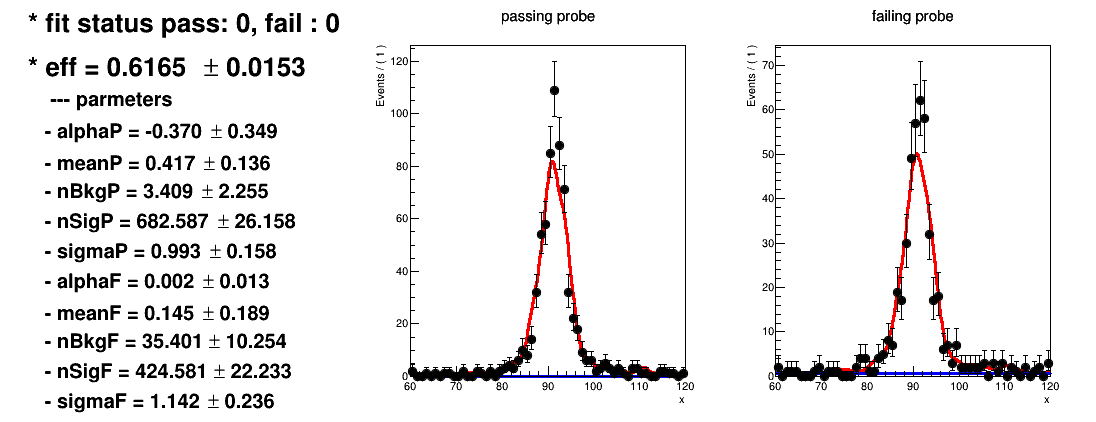 * fit status pass: 0, fail : 0
* eff = 0.6165 ± 0.0153
--- parmeters
- alphaP = -0.370 ± 0.349
- meanP = 0.417 ± 0.136
- nBkgP = 3.409 ± 2.255
- nSigP = 682.587 ± 26.158
- sigmaP = 0.993 ± 0.158
- alphaF = 0.002 ± 0.013
- meanF = 0.145 ± 0.189
- nBkgF = 35.401 ± 10.254
- nSigF = 424.581 ± 22.233
- sigmaF = 1.142 ± 0.236
passing probe
Events / ( 1 )
120
100
80
60
40
20
0
60 70 80 90 100 110 120
x
failing probe
Events / ( 1 )
70
60
50
40
30
20
10
0
60 70 80 90 100 110 120
x